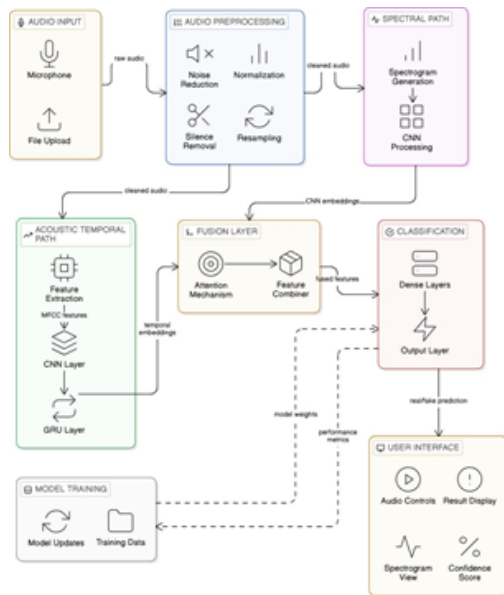 AUDIO INPUT
Microphone
File Upload
raw audio
AUDIO PREPROCESSING
Noise
Reduction
Normalization
Silence
Removal
Resampling
cleaned audio
SPECTRAL PATH
Spectrogram
Generation
CNN
Processing
cleaned audio
CNN embeddings
ACOUSTIC TEMPORAL
PATH
Feature
Extraction
MFCC features
CNN Layer
GRU Layer
temporal
embeddings
FUSION LAYER
Attention
Mechanism
Feature
Combiner
fused features
CLASSIFICATION
Dense Layers
Output Layer
model weights
performance
metrics
real/fake prediction
MODEL TRAINING
Model Updates
Training Data
USER INTERFACE
Audio Controls
Result Display
Spectrogram
View
Confidence
Score